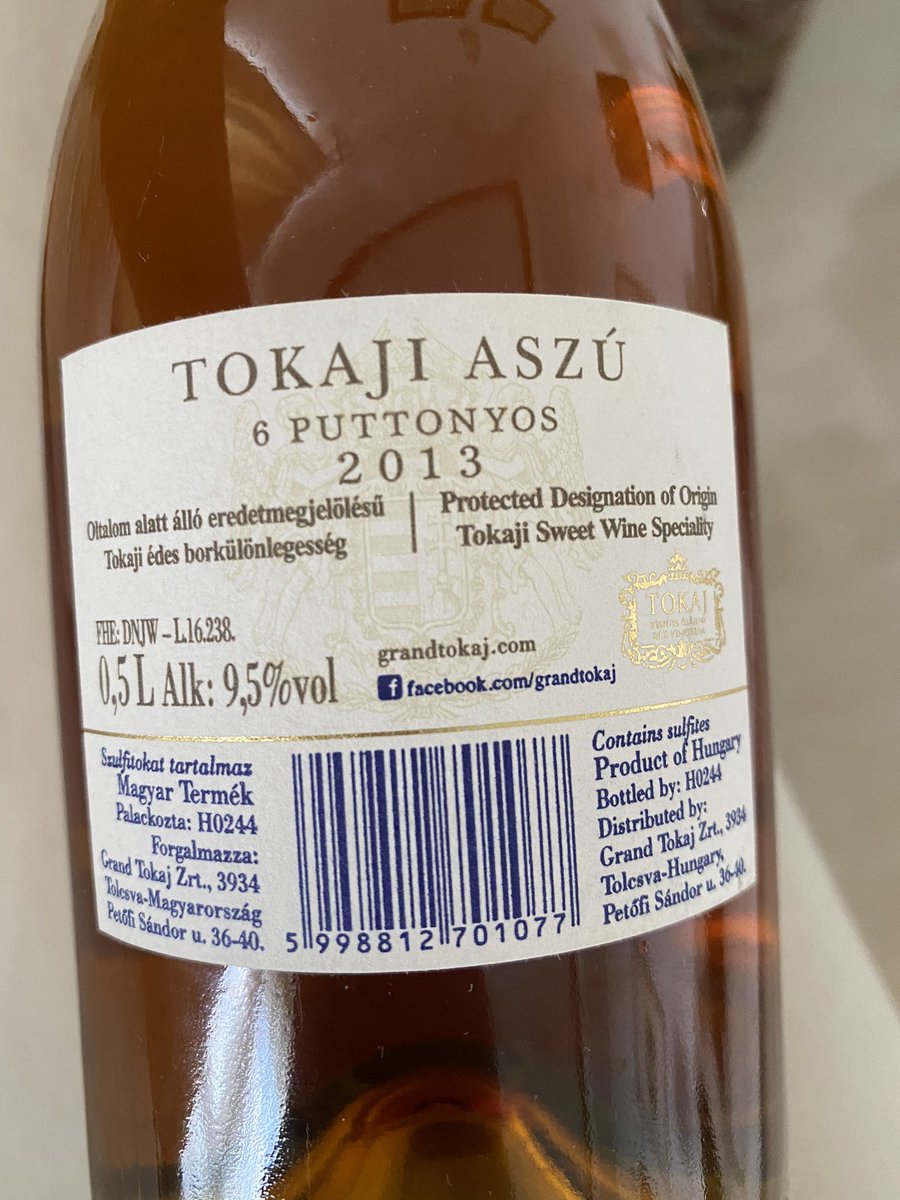 TOKAJI ASZÚ
6 PUTTONYOS
2013
Oltalom alatt álló eredetmegjelölésű
Tokaji édes borkülönlegesség
Protected Designation of Origin
Tokaji Sweet Wine Speciality
TOKAJ
FHE: DNJW – L16.238.
0,5 L Alk: 9,5%vol
grandtokaj.com
facebook.com/grandtokaj
Szulfitokat tartalmaz
Magyar Termék
Palackozta: H0244
Forgalmazza:
Grand Tokaj Zrt., 3934
Tolcsva-Magyarország
Petőfi Sándor u. 36-40.
5 998812 701077
Contains sulfites
Product of Hungary
Bottled by: H0244
Distributed by:
Grand Tokaj Zrt., 3934
Tolcsva-Hungary,
Petőfi Sándor u. 36-40.